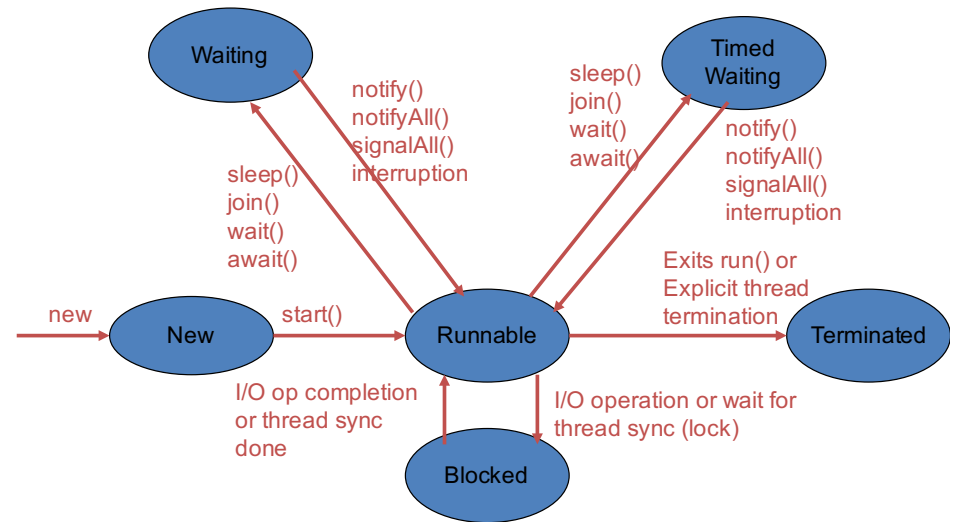 Waiting
Timed
Waiting
notify()
notifyAll()
signalAll()
interruption
sleep()
join()
wait()
await()
sleep()
join()
wait()
await()
notify()
notifyAll()
signalAll()
interruption
new
New
start()
Runnable
Exits run() or
Explicit thread
termination
Terminated
I/O op completion
or thread sync
done
I/O operation or wait for
thread sync (lock)
Blocked